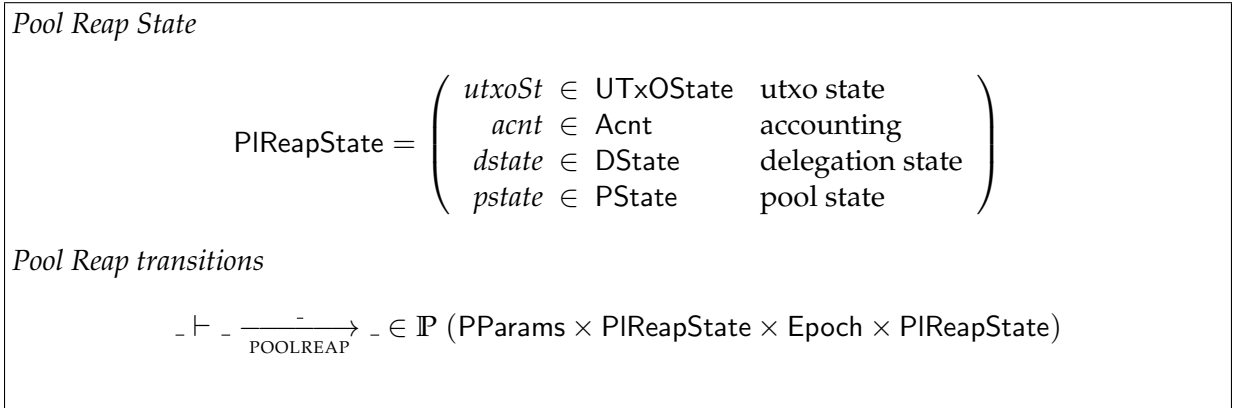 Pool Reap State
utxoSt ∈ UTxOState utxo state
acnt ∈ Acnt accounting
PlReapState =
dstate ∈ DState delegation state
pstate ∈ PState pool state
Pool Reap transitions
_ ⊢ _ _ → POOLREAP _ ∈ ℙ (PParams × PlReapState × Epoch × PlReapState)